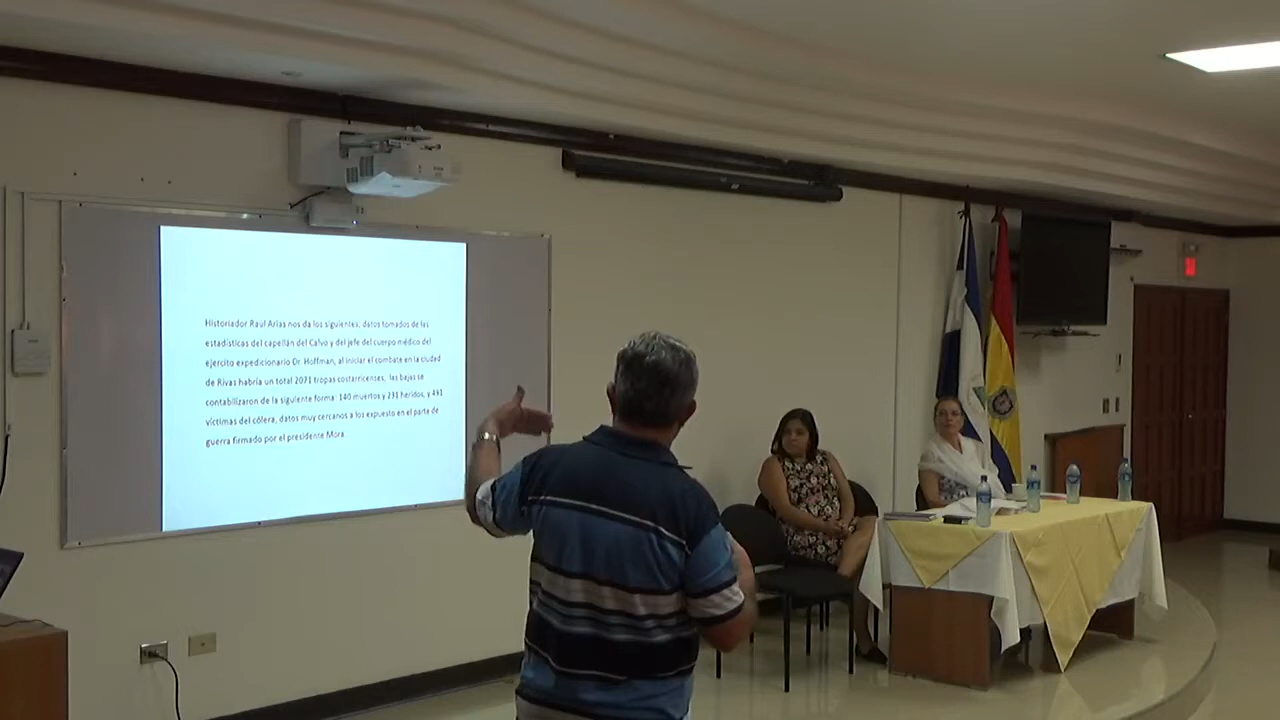 Historiador Raul Arias nos da los siguientes, datos tomados de las
estadísticas del capellán del Calvo y del jefe del cuerpo médico del
ejercito expedicionario Dr. Hoffman, al iniciar el combate en la ciudad
de Rivas habría un total 2071 tropas costarricenses, las bajas se
contabilizaron de la siguiente forma: 140 muertos y 231 heridos, y 491
víctimas del cólera, datos muy cercanos a los expuesto en el parte de
guerra firmado por el presidente Mora